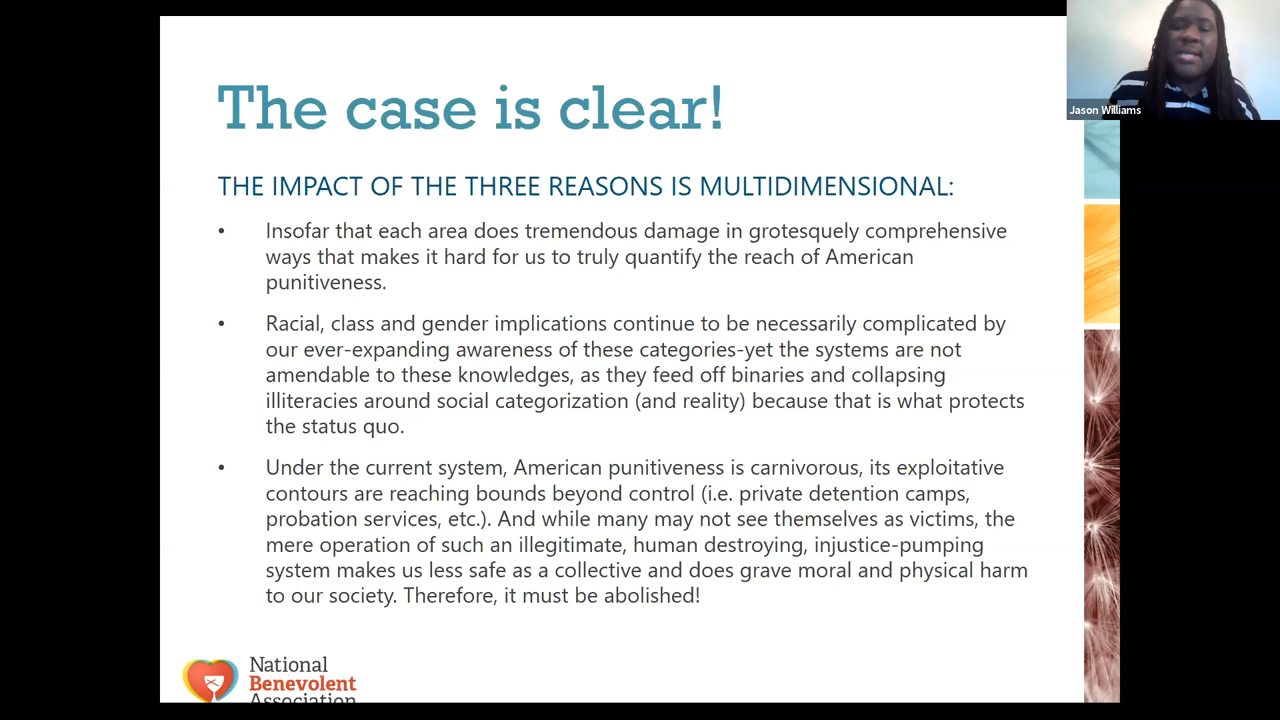 The case is clear!
Jason Williams
THE IMPACT OF THE THREE REASONS IS MULTIDIMENSIONAL:
• Insofar that each area does tremendous damage in grotesquely comprehensive
ways that makes it hard for us to truly quantify the reach of American
punitiveness.
• Racial, class and gender implications continue to be necessarily complicated by
our ever-expanding awareness of these categories-yet the systems are not
amendable to these knowledges, as they feed off binaries and collapsing
illiteracies around social categorization (and reality) because that is what protects
the status quo.
• Under the current system, American punitiveness is carnivorous, its exploitative
contours are reaching bounds beyond control (i.e. private detention camps,
probation services, etc.). And while many may not see themselves as victims, the
mere operation of such an illegitimate, human destroying, injustice-pumping
system makes us less safe as a collective and does grave moral and physical harm
to our society. Therefore, it must be abolished!
National
Benevolent
Association